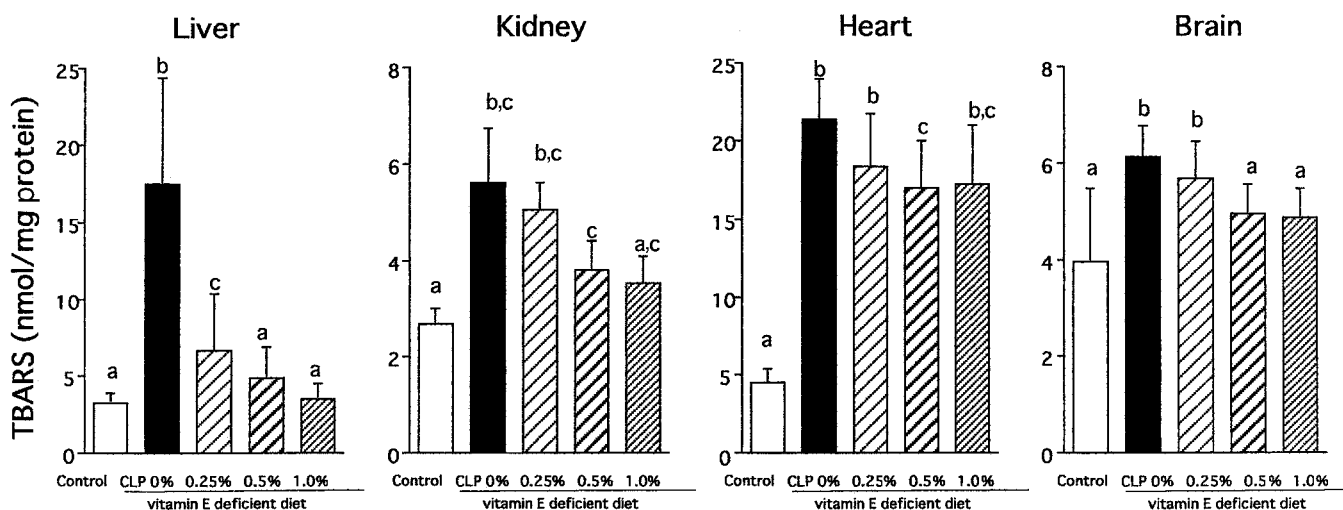 Liver
Kidney
Heart
Brain
TBARS (nmol/mg protein)
25
20
15
10
5
0
a
b
c
a
a
Control
CLP 0%
0.25%
0.5%
1.0%
vitamin E deficient diet
8
6
4
2
0
a
b,c
b,c
c
a,c
Control
CLP 0%
0.25%
0.5%
1.0%
vitamin E deficient diet
25
20
15
10
5
0
a
b
b
c
b,c
Control
CLP 0%
0.25%
0.5%
1.0%
vitamin E deficient diet
8
6
4
2
0
a
b
b
a
a
Control
CLP 0%
0.25%
0.5%
1.0%
vitamin E deficient diet